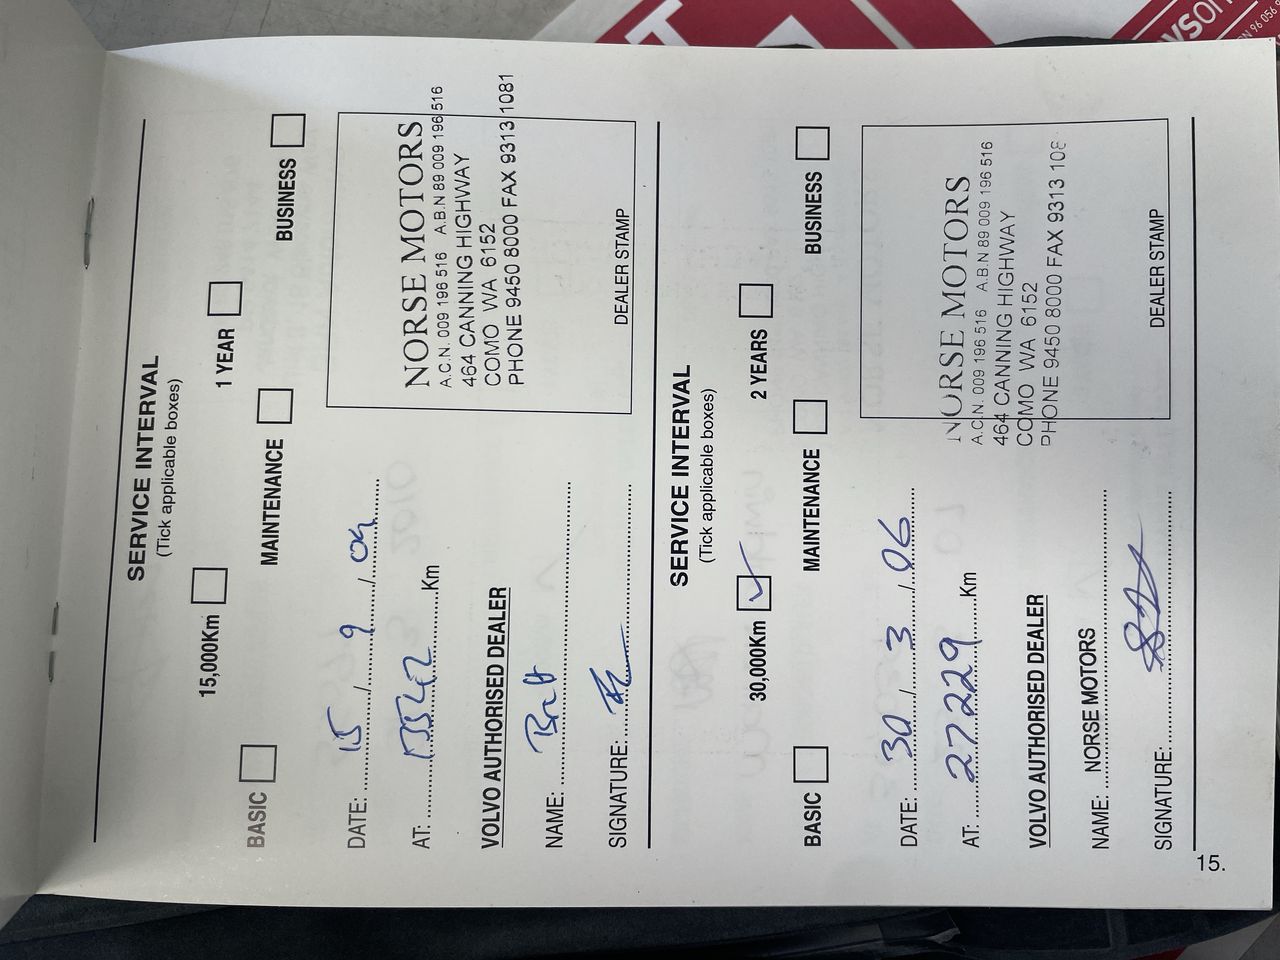 SERVICE INTERVAL
(Tick applicable boxes)
15,000Km 1 YEAR
BASIC MAINTENANCE BUSINESS
DATE: 15 / 9 / 04
AT: 13542 Km
VOLVO AUTHORISED DEALER
NAME: Brett
SIGNATURE:
NORSE MOTORS
A.C.N. 009 196 516 A.B.N 89 009 196 516
464 CANNING HIGHWAY
COMO WA 6152
PHONE 9450 8000 FAX 9313 1081
DEALER STAMP
SERVICE INTERVAL
(Tick applicable boxes)
30,000Km 2 YEARS
BASIC MAINTENANCE BUSINESS
DATE: 30 / 3 / 06
AT: 27229 Km
VOLVO AUTHORISED DEALER
NAME: NORSE MOTORS
SIGNATURE:
NORSE MOTORS
A.C.N. 009 196 516 A.B.N 89 009 196 516
464 CANNING HIGHWAY
COMO WA 6152
PHONE 9450 8000 FAX 9313 108
DEALER STAMP
15.